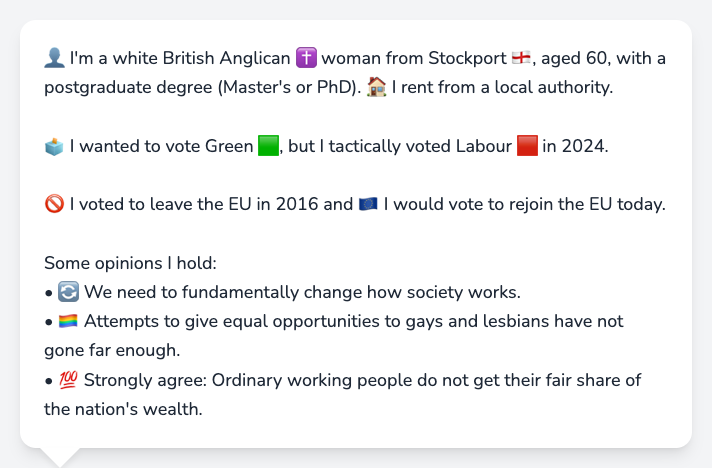 👤 I'm a white British Anglican ✝️ woman from Stockport 🏴󠁧󠁢󠁥󠁮󠁧󠁿, aged 60, with a
postgraduate degree (Master's or PhD). 🏠 I rent from a local authority.
🗳️ I wanted to vote Green 🟩, but I tactically voted Labour 🟥 in 2024.
🚫 I voted to leave the EU in 2016 and 🇪🇺 I would vote to rejoin the EU today.
Some opinions I hold:
• 🔄 We need to fundamentally change how society works.
• 🏳️‍🌈 Attempts to give equal opportunities to gays and lesbians have not
gone far enough.
• 💯 Strongly agree: Ordinary working people do not get their fair share of
the nation's wealth.